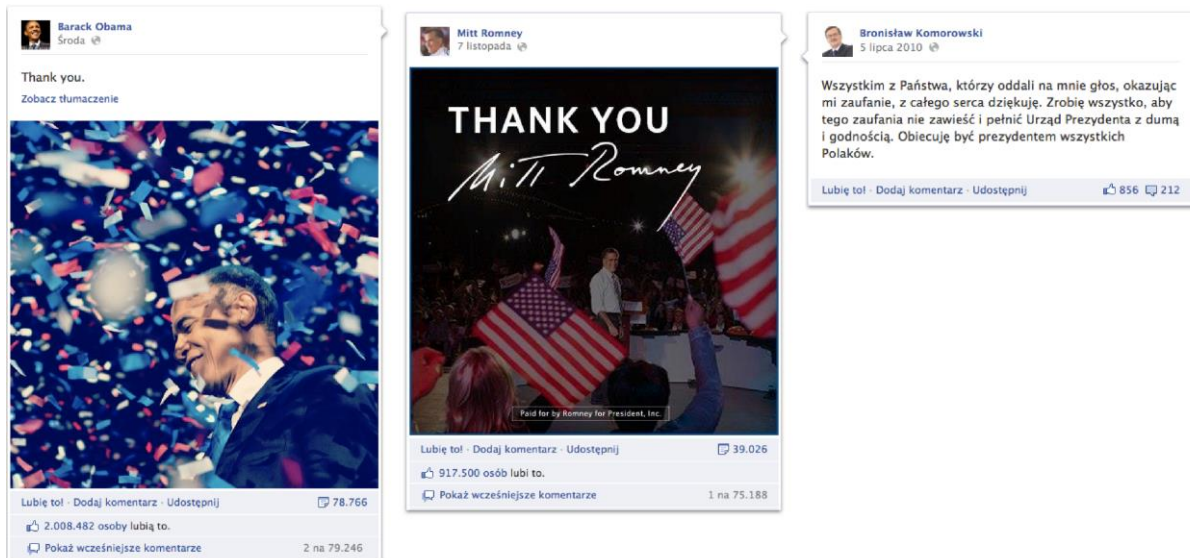 Barack Obama
Środa
Thank you.
Zobacz tłumaczenie
Lubię to! · Dodaj komentarz · Udostępnij 78.766
2.008.482 osoby lubią to.
Pokaż wcześniejsze komentarze 2 na 79.246
Mitt Romney
7 listopada
THANK YOU
Mitt Romney
Paid for by Romney for President, Inc.
Lubię to! · Dodaj komentarz · Udostępnij 39.026
917.500 osób lubi to.
Pokaż wcześniejsze komentarze 1 na 75.188
Bronisław Komorowski
5 lipca 2010
Wszystkim z Państwa, którzy oddali na mnie głos, okazując
mi zaufanie, z całego serca dziękuję. Zrobię wszystko, aby
tego zaufania nie zawieść i pełnić Urząd Prezydenta z dumą
i godnością. Obiecuję być prezydentem wszystkich
Polaków.
Lubię to! · Dodaj komentarz · Udostępnij 856 212